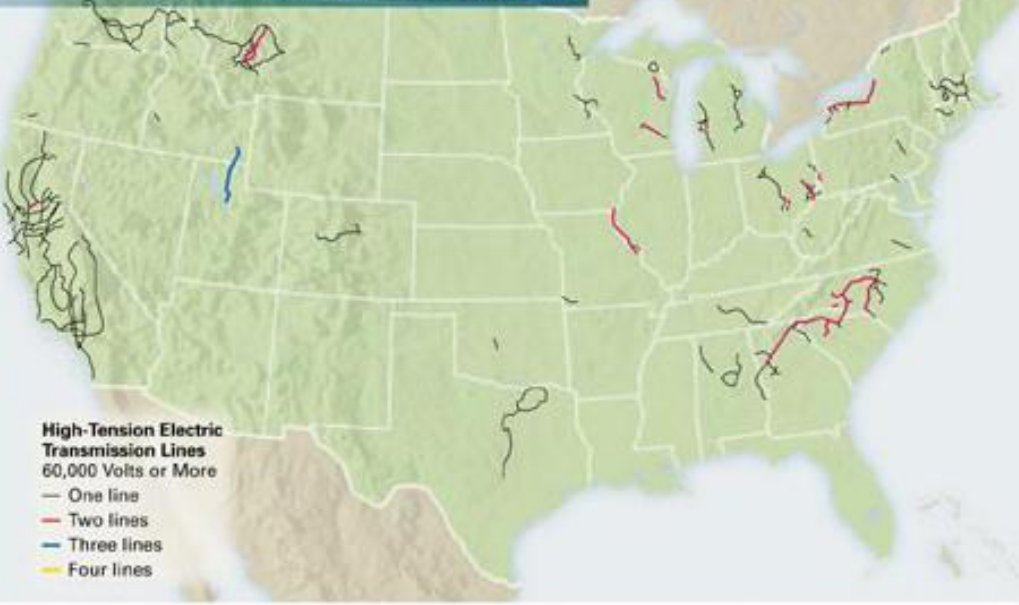 High-Tension Electric
Transmission Lines
60,000 Volts or More
One line
Two lines
Three lines
Four lines